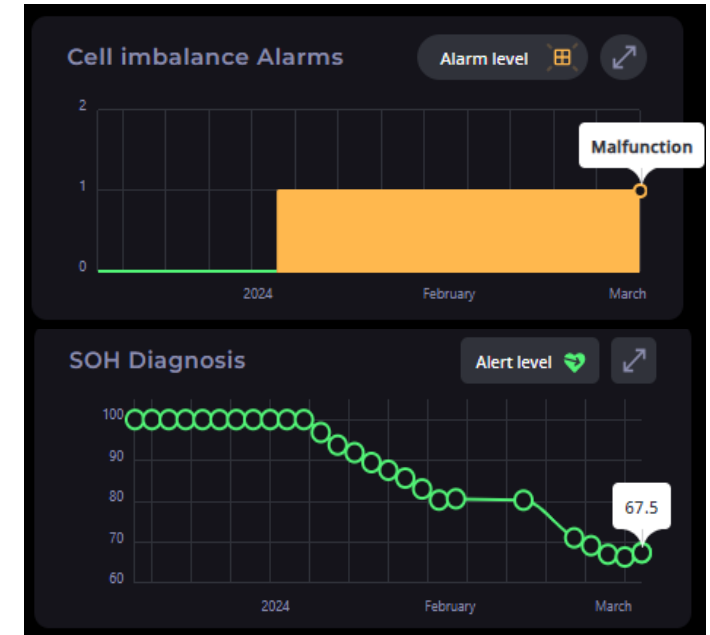 Cell imbalance Alarms
Alarm level
2
Malfunction
1
0
2024 February March
SOH Diagnosis
Alert level
100
90
80
67.5
70
60
2024 February March